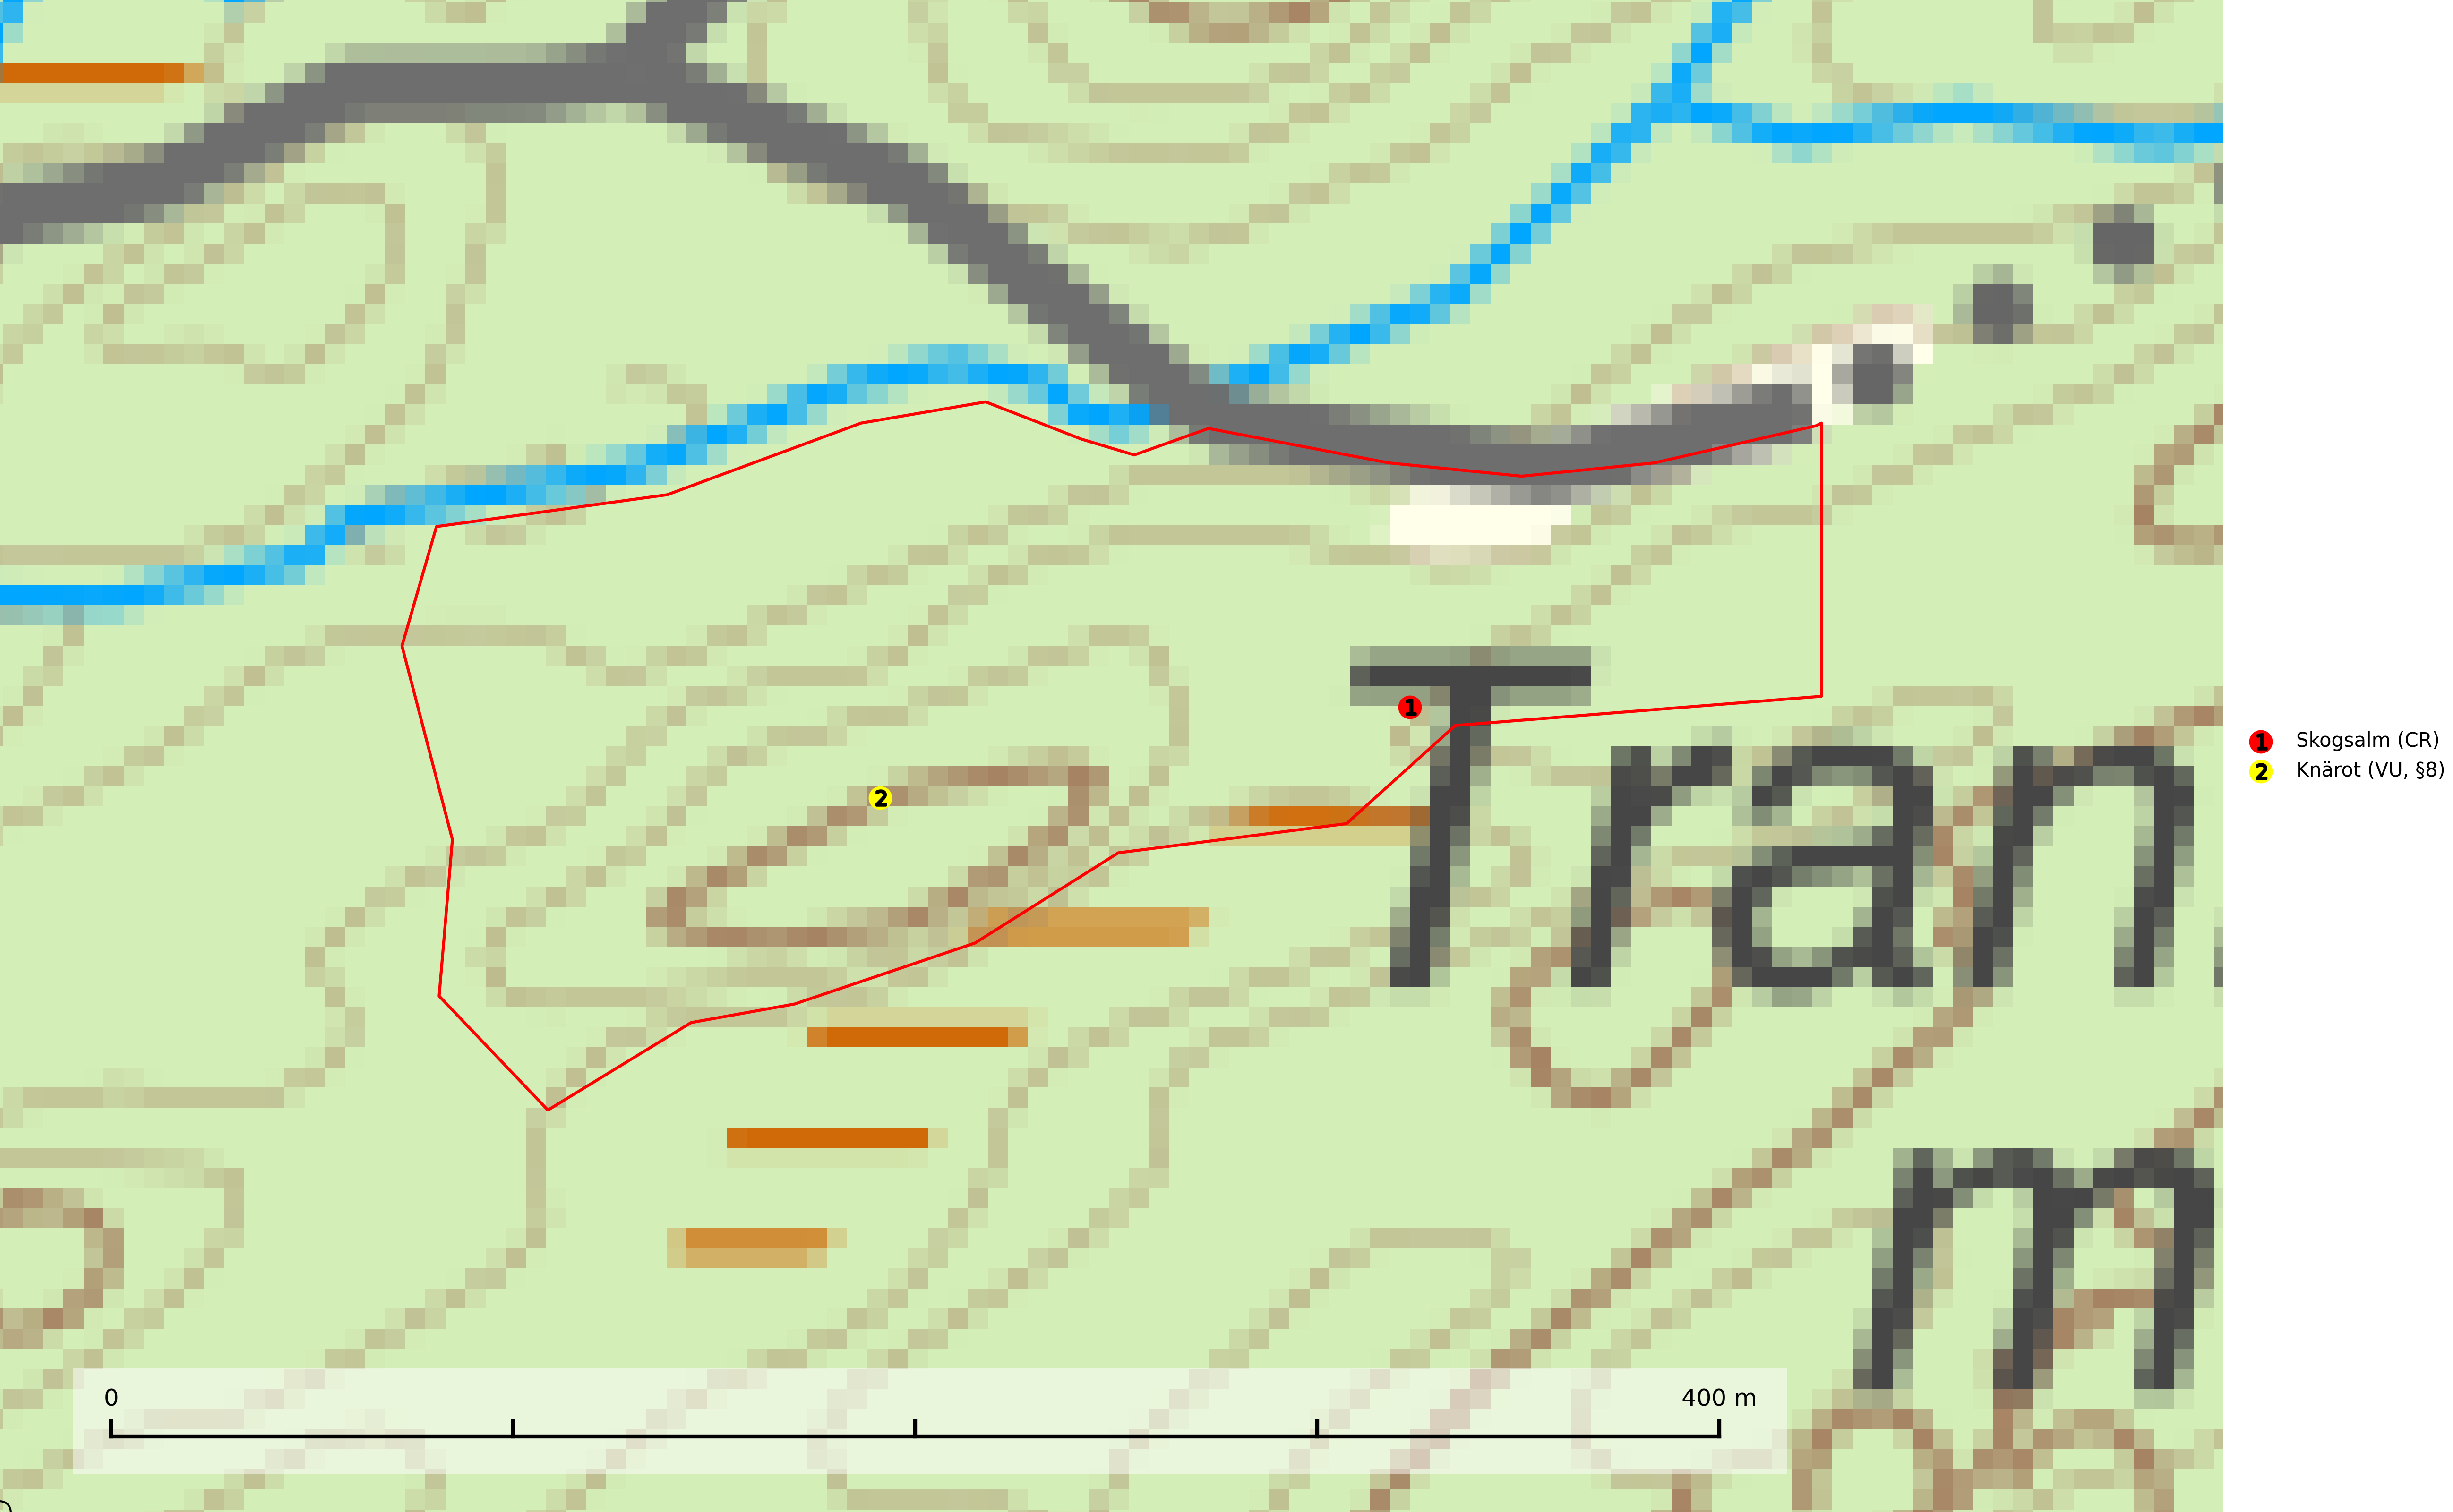 Tran
m
1
2
1 Skogsalm (CR)
2 Knärot (VU, §8)
0 400 m